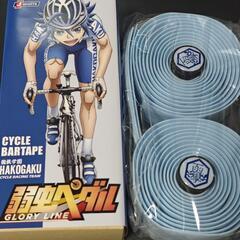 CYCLE
BARTAPE
箱根学園
HAKOGAKU
CYCLE RACING TEAM
弱虫ペダル
GLORY LINE